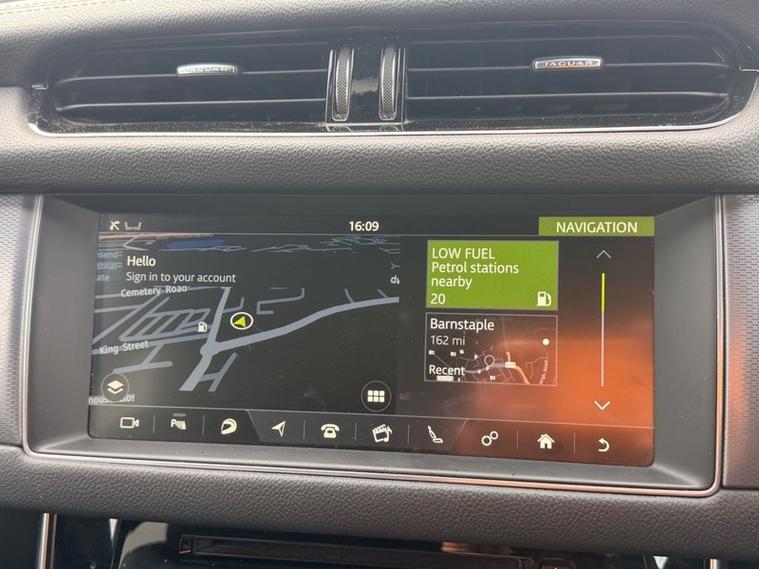 JAGUAR
JAGUAR
16:09
NAVIGATION
Hello
Sign in to your account
Cemetery Road
King Street
LOW FUEL
Petrol stations
nearby
20
Barnstaple
162 mi
Recent